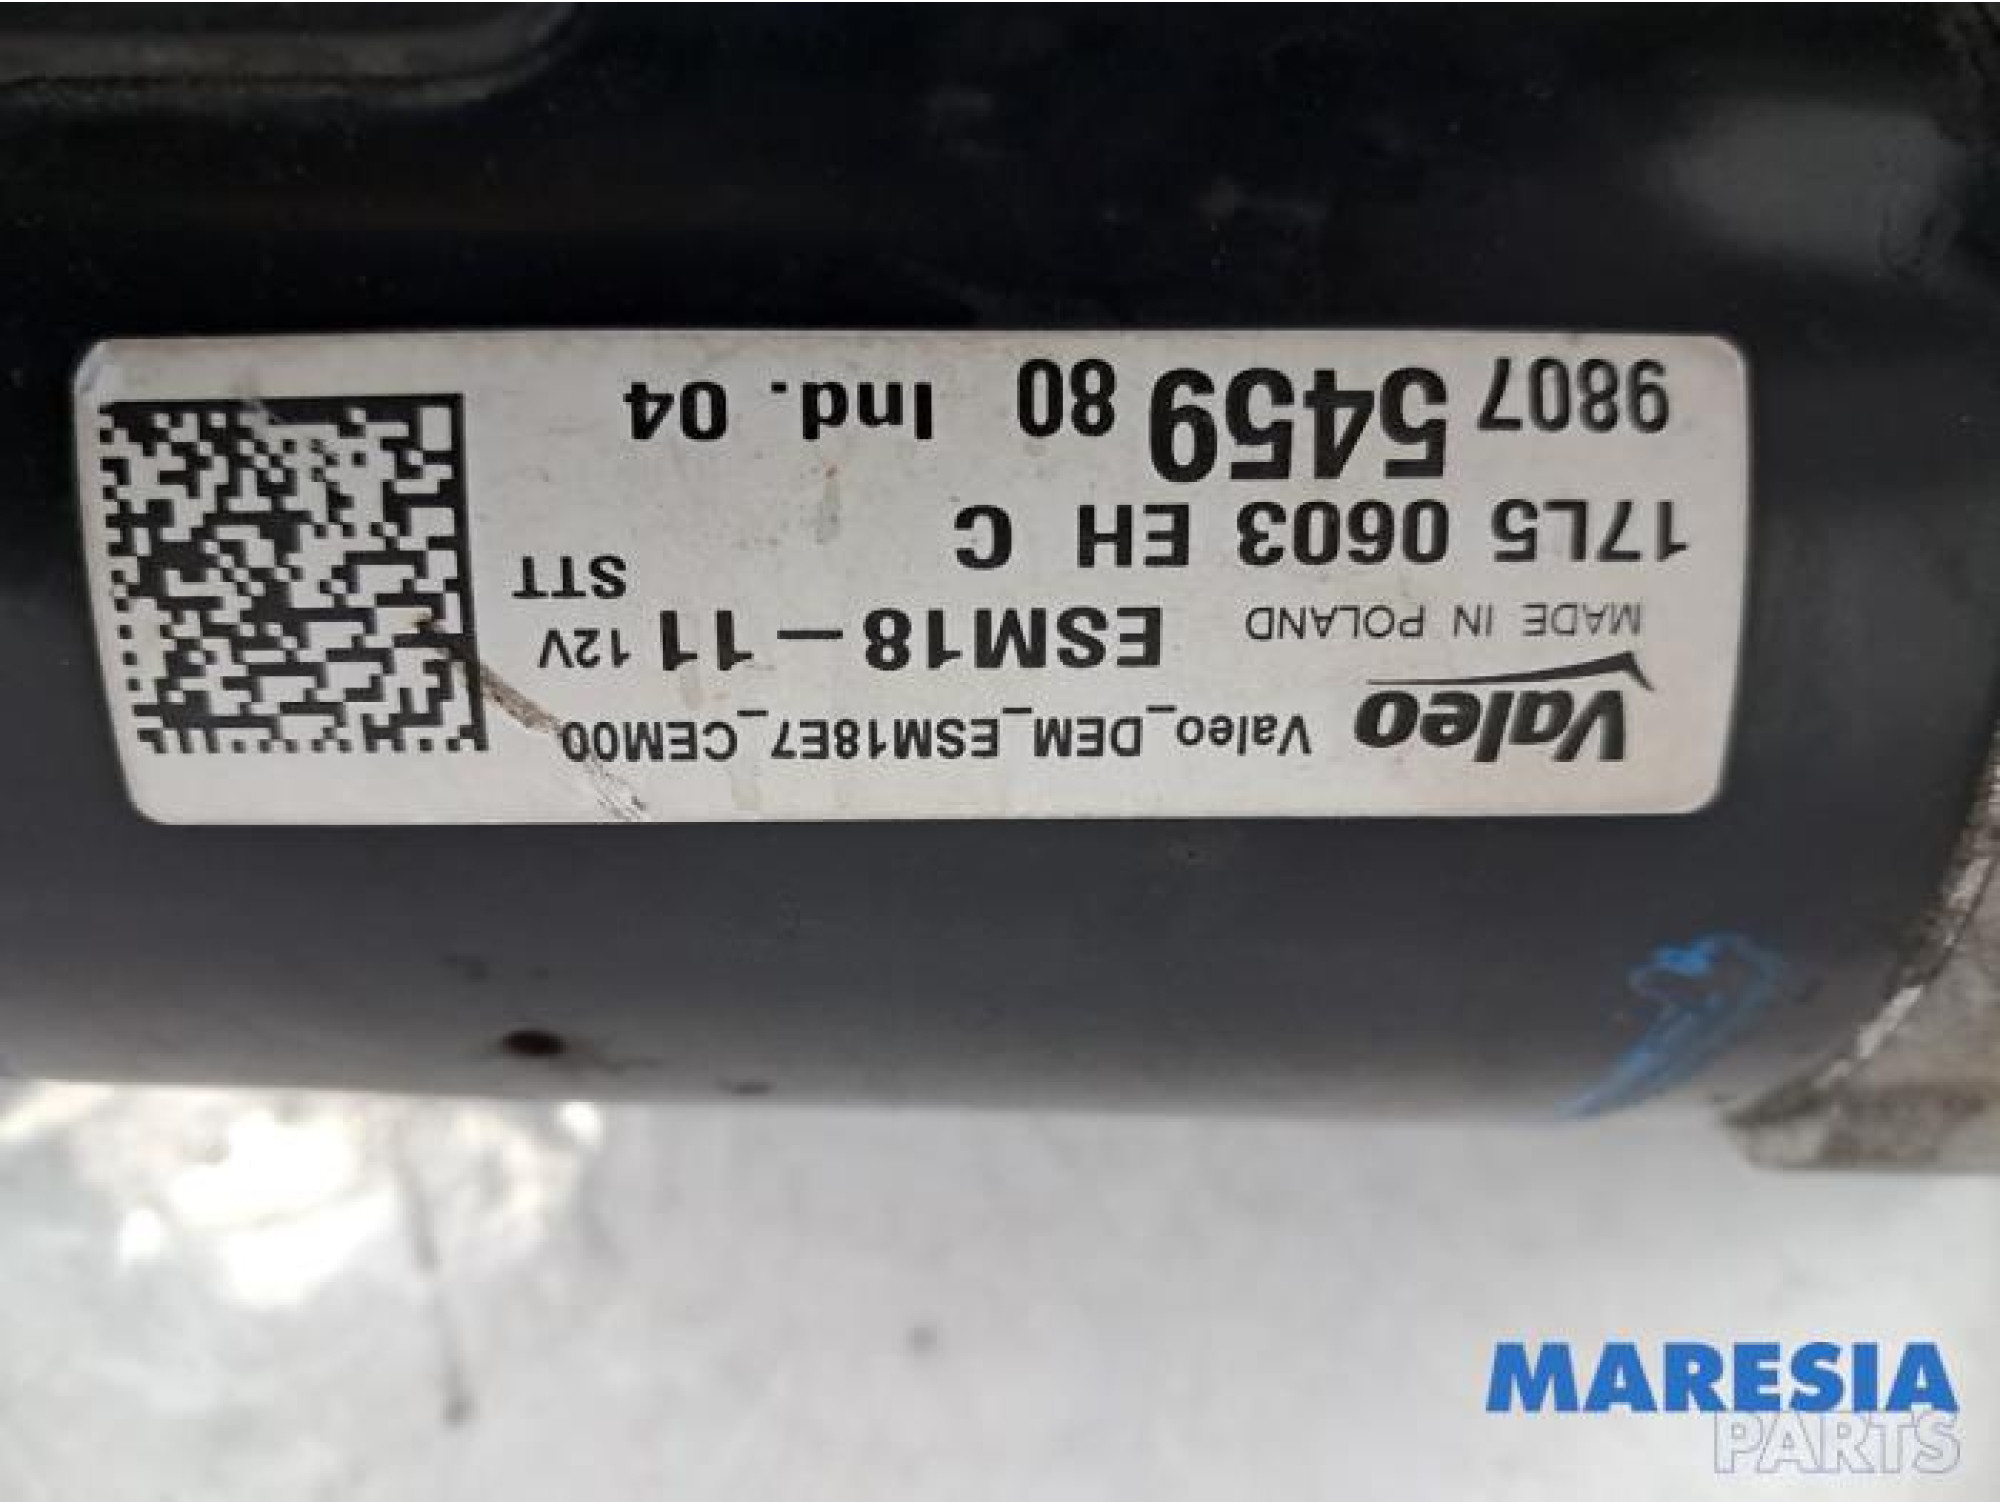 Valeo Valeo_DEM_ESM18E7_CEM00
MADE IN POLAND ESM18-11 12V STT
17L5 0603 EH C
9807 5459 80 Ind. 04
MARESIA
PARTS